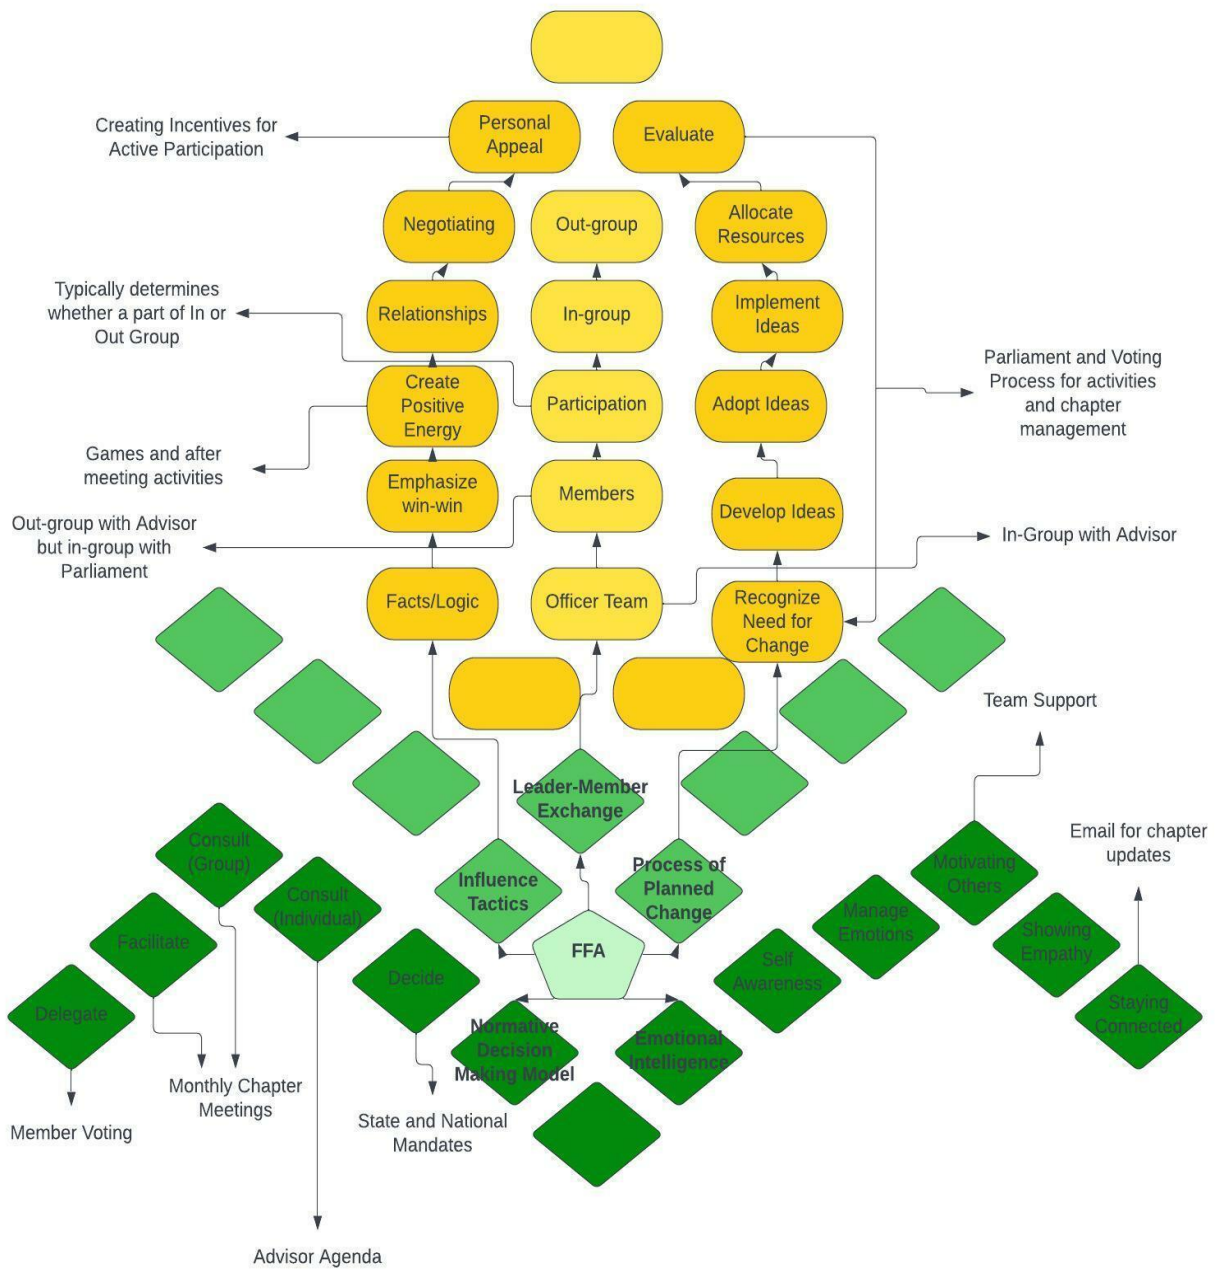 Creating Incentives for
Active Participation
Personal
Appeal
Evaluate
Negotiating
Out-group
Allocate
Resources
Typically determines
whether a part of In or
Out Group
Relationships
In-group
Implement
Ideas
Create
Positive
Energy
Participation
Adopt Ideas
Parliament and Voting
Process for activities
and chapter
management
Games and after
meeting activities
Emphasize
win-win
Members
Develop Ideas
Out-group with Advisor
but in-group with
Parliament
In-Group with Advisor
Facts/Logic
Officer Team
Recognize
Need for
Change
Team Support
Leader-Member
Exchange
Influence
Tactics
Process of
Planned
Change
FFA
Consult
(Group)
Consult
(Individual)
Facilitate
Delegate
Decide
Normative
Decision
Making Model
Emotional
Intelligence
Self
Awareness
Manage
Emotions
Motivating
Others
Email for chapter
updates
Showing
Empathy
Staying
Connected
Monthly Chapter
Meetings
Member Voting
State and National
Mandates
Advisor Agenda